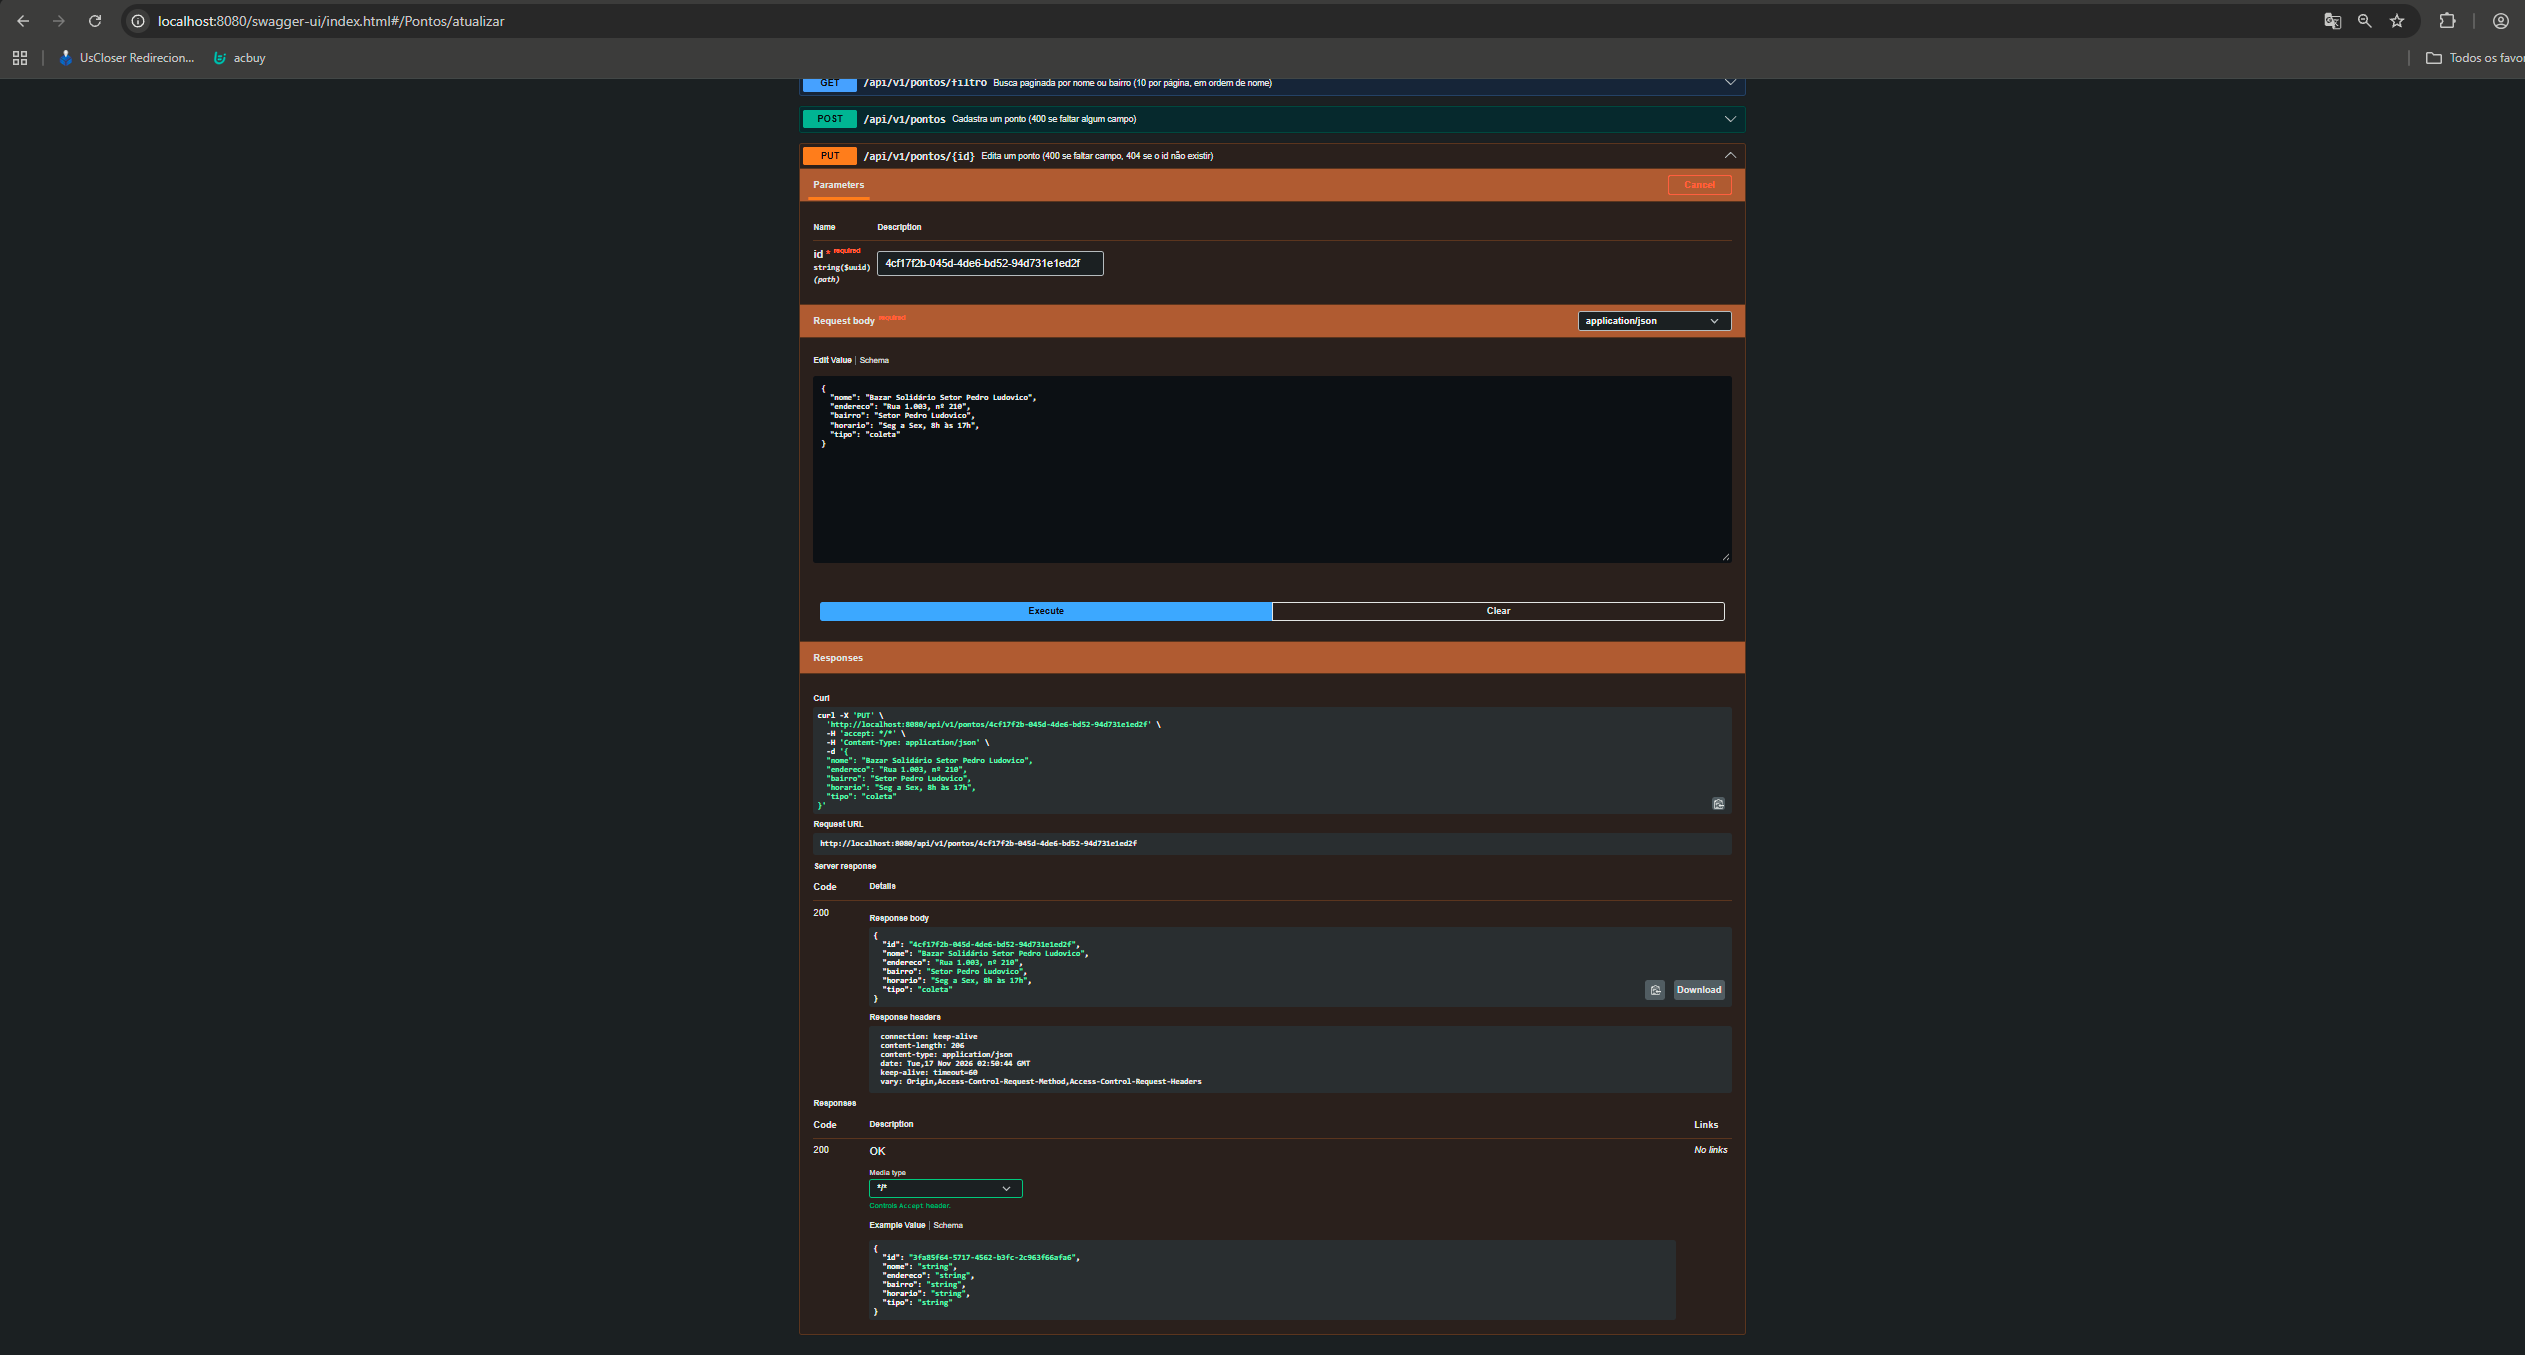 localhost:8080/swagger-ui/index.html#/Pontos/atualizar
UsCloser Redirecion... acbuy Todos os favor
GET /api/v1/pontos/filtro Busca paginada por nome ou bairro (10 por página, em ordem de nome)
POST /api/v1/pontos Cadastra um ponto (400 se faltar algum campo)
PUT /api/v1/pontos/{id} Edita um ponto (400 se faltar campo, 404 se o id não existir)
Parameters Cancel
Name Description
id * required
string($uuid)
(path)
4cf17f2b-045d-4de6-bd52-94d731e1ed2f
Request body required application/json
Edit Value | Schema
{
"nome": "Bazar Solidário Setor Pedro Ludovico",
"endereco": "Rua 1.003, nº 210",
"bairro": "Setor Pedro Ludovico",
"horario": "Seg a Sex, 8h às 17h",
"tipo": "coleta"
}
Execute Clear
Responses
Curl
curl -X 'PUT' \
'http://localhost:8080/api/v1/pontos/4cf17f2b-045d-4de6-bd52-94d731e1ed2f' \
-H 'accept: */*' \
-H 'Content-Type: application/json' \
-d '{
"nome": "Bazar Solidário Setor Pedro Ludovico",
"endereco": "Rua 1.003, nº 210",
"bairro": "Setor Pedro Ludovico",
"horario": "Seg a Sex, 8h às 17h",
"tipo": "coleta"
}'
Request URL
http://localhost:8080/api/v1/pontos/4cf17f2b-045d-4de6-bd52-94d731e1ed2f
Server response
Code Details
200
Response body
{
"id": "4cf17f2b-045d-4de6-bd52-94d731e1ed2f",
"nome": "Bazar Solidário Setor Pedro Ludovico",
"endereco": "Rua 1.003, nº 210",
"bairro": "Setor Pedro Ludovico",
"horario": "Seg a Sex, 8h às 17h",
"tipo": "coleta"
}
Download
Response headers
connection: keep-alive
content-length: 206
content-type: application/json
date: Tue,17 Nov 2026 02:50:44 GMT
keep-alive: timeout=60
vary: Origin,Access-Control-Request-Method,Access-Control-Request-Headers
Responses
Code Description Links
200 OK No links
Media type
*/*
Controls Accept header.
Example Value | Schema
{
"id": "3fa85f64-5717-4562-b3fc-2c963f66afa6",
"nome": "string",
"endereco": "string",
"bairro": "string",
"horario": "string",
"tipo": "string"
}